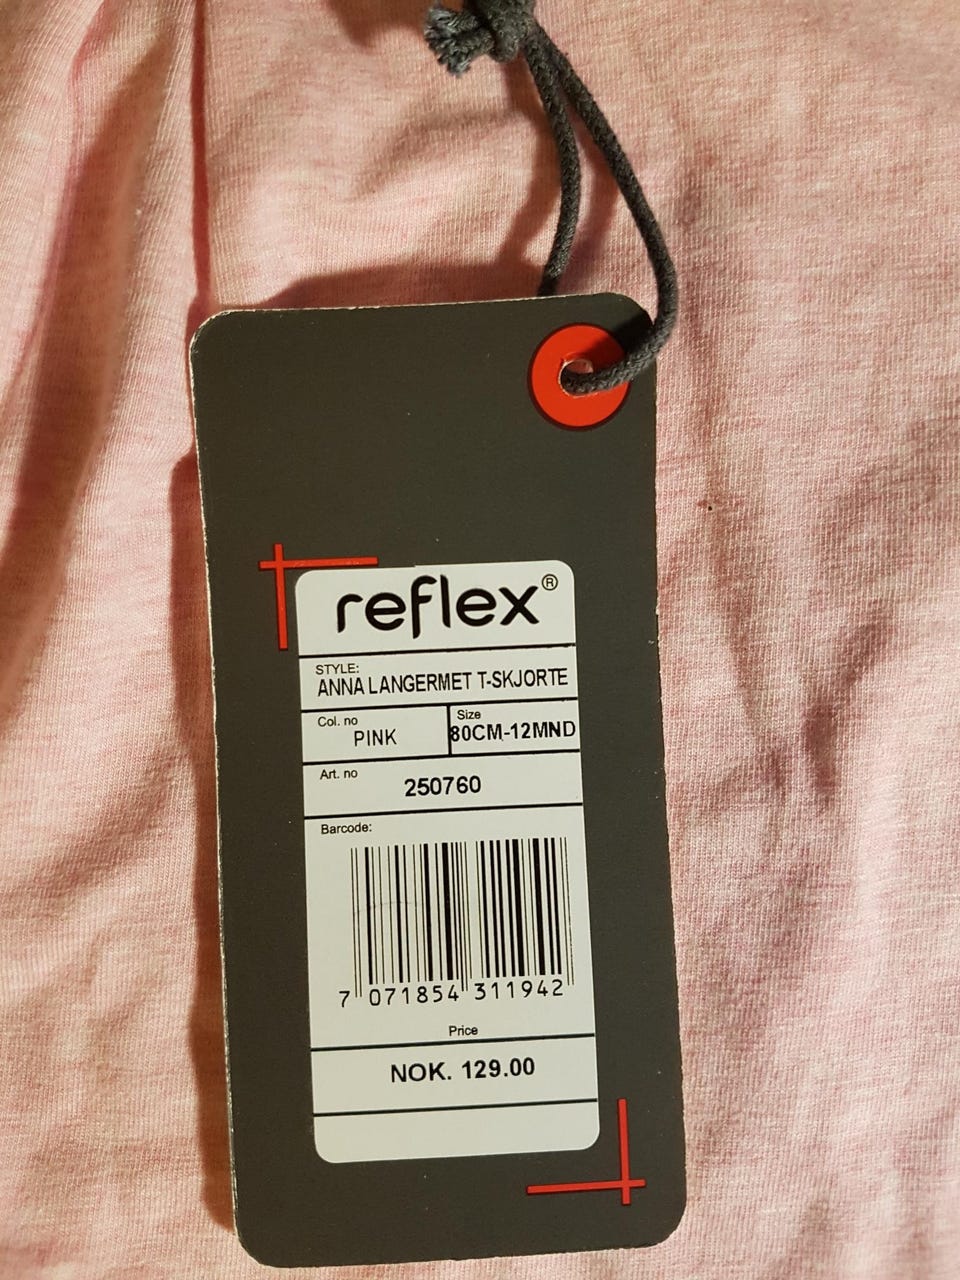 reflex®
STYLE:
ANNA LANGERMET T-SKJORTE
Col. no
PINK
Size
80CM-12MND
Art. no
250760
Barcode:
7 071854 311942
Price
NOK. 129.00